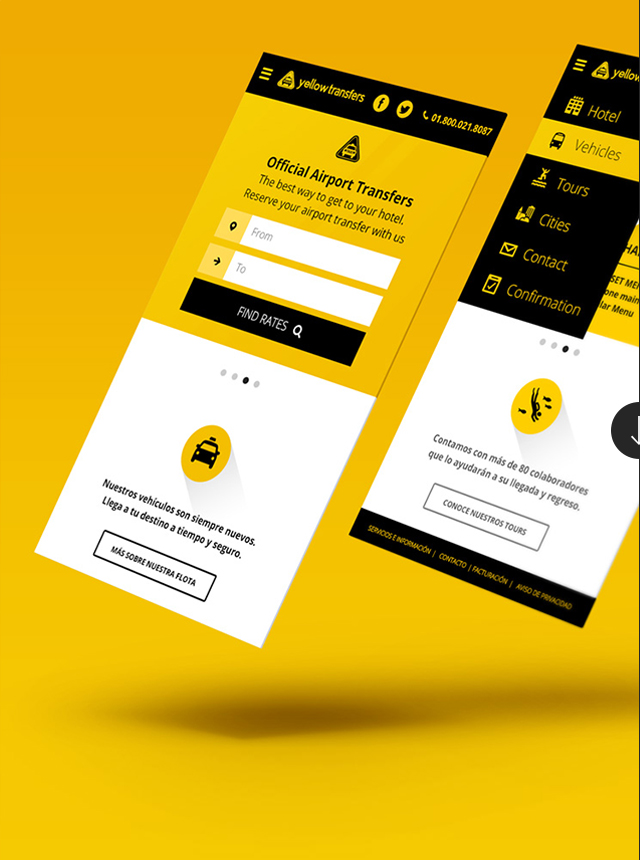 yellow transfers
01.800.021.8087
Official Airport Transfers
The best way to get to your hotel.
Reserve your airport transfer with us
From
To
FIND RATES
Nuestros vehículos son siempre nuevos.
Llega a tu destino a tiempo y seguro.
MÁS SOBRE NUESTRA FLOTA
Hotel
Vehicles
Tours
Cities
Contact
Confirmation
SET ME
one main
lar Menu
Contamos con más de 80 colaboradores
que lo ayudarán a su llegada y regreso.
CONOCE NUESTROS TOURS
SERVICIOS E INFORMACIÓN | CONTACTO | FACTURACIÓN | AVISO DE PRIVACIDAD